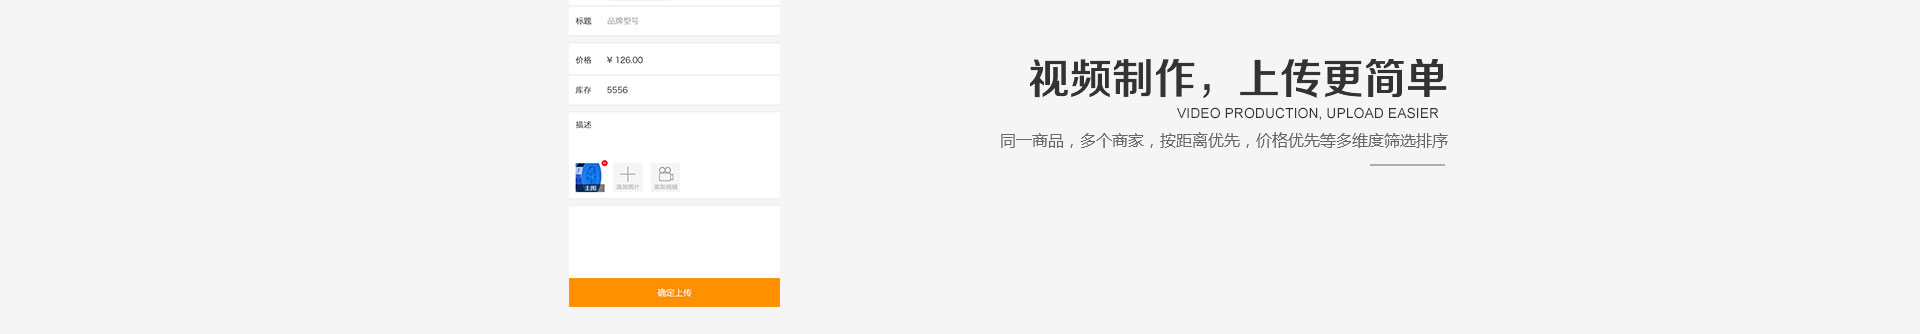 标题 品牌型号
价格 ¥ 126.00
库存 5556
描述
主图 添加图片 添加视频
确定上传
视频制作，上传更简单
VIDEO PRODUCTION, UPLOAD EASIER
同一商品，多个商家，按距离优先，价格优先等多维度筛选排序